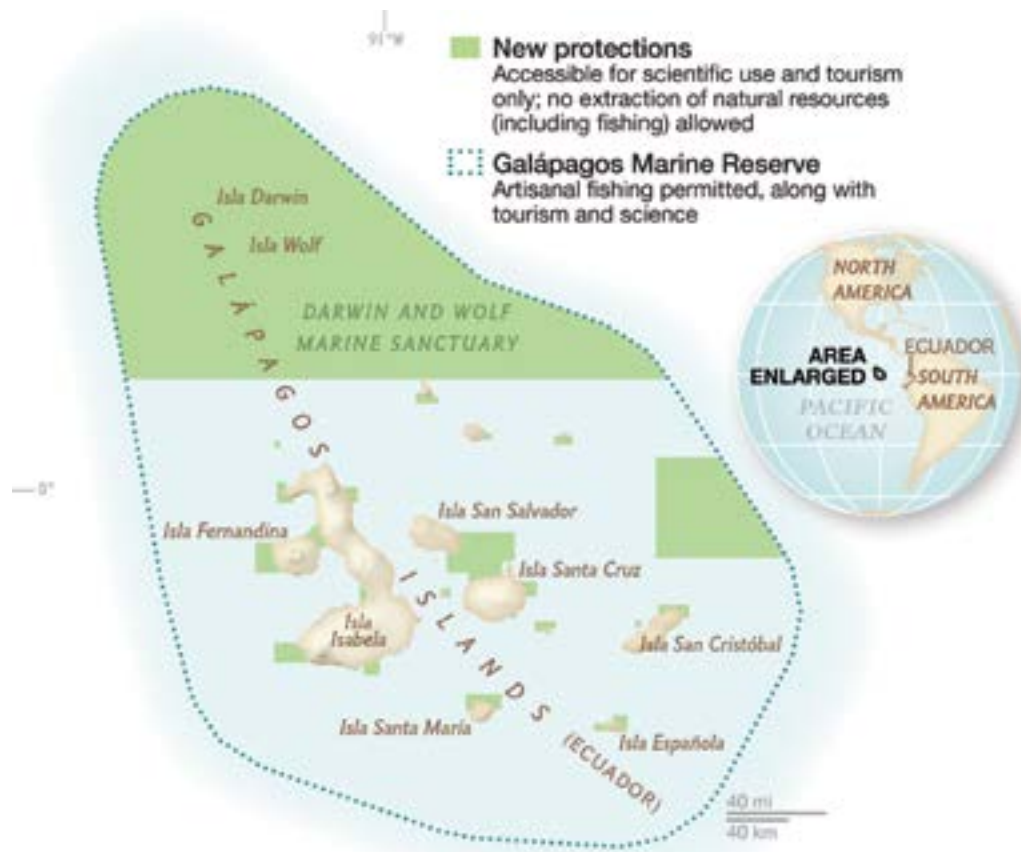 91°W
New protections
Accessible for scientific use and tourism
only; no extraction of natural resources
(including fishing) allowed
Galápagos Marine Reserve
Artisanal fishing permitted, along with
tourism and science
Isla Darwin
Isla Wolf
GALÁPAGOS ISLANDS
(ECUADOR)
DARWIN AND WOLF
MARINE SANCTUARY
NORTH
AMERICA
AREA
ENLARGED
ECUADOR
SOUTH
AMERICA
PACIFIC
OCEAN
0°
Isla Fernandina
Isla San Salvador
Isla Santa Cruz
Isla
Isabela
Isla San Cristóbal
Isla Santa María
Isla Española
40 mi
40 km